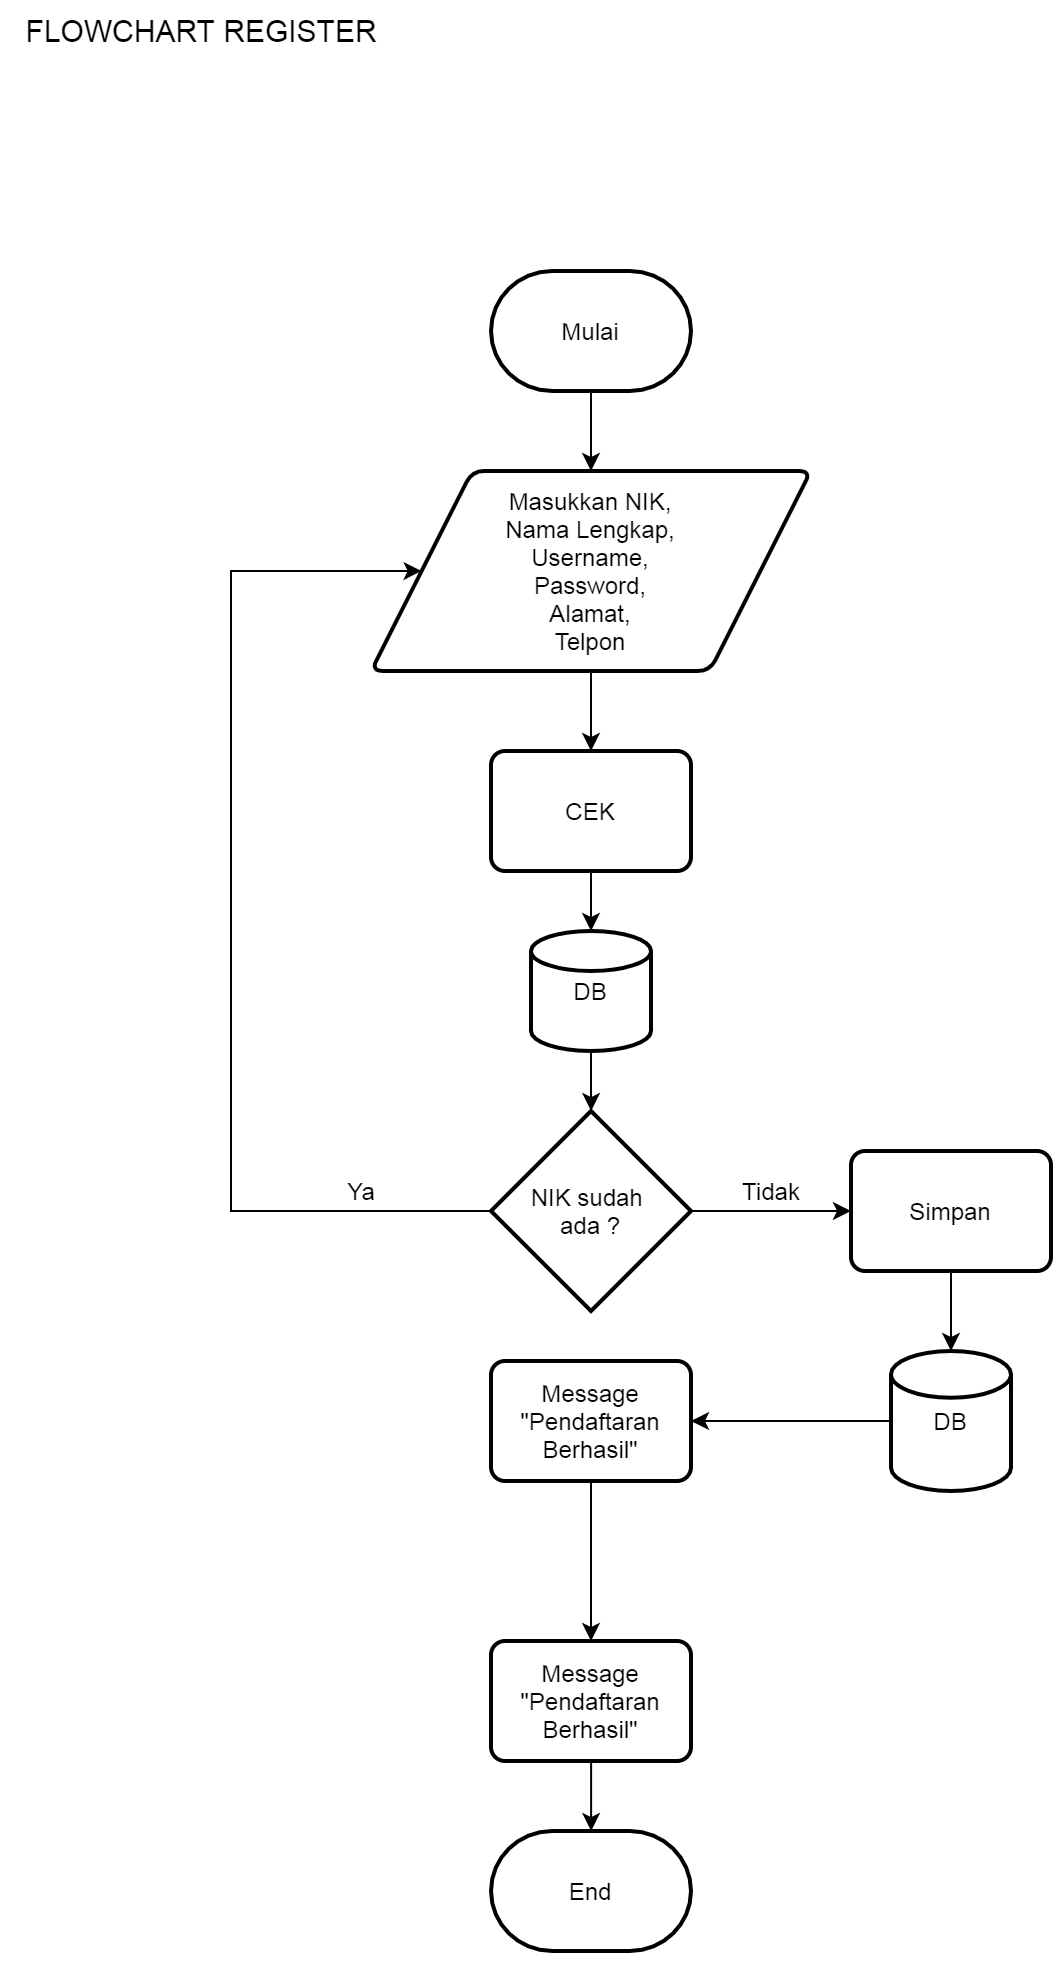 FLOWCHART REGISTER
Mulai
Masukkan NIK,
Nama Lengkap,
Username,
Password,
Alamat,
Telpon
CEK
DB
NIK sudah
ada ?
Ya
Tidak
Simpan
DB
Message
"Pendaftaran
Berhasil"
Message
"Pendaftaran
Berhasil"
End